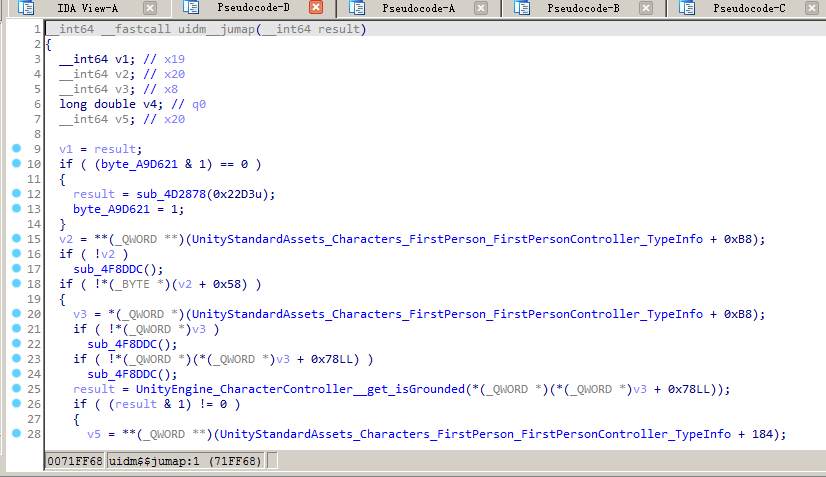 IDA View-A Pseudocode-D Pseudocode-A Pseudocode-B Pseudocode-C
1 __int64 __fastcall uidm__jumap(__int64 result)
2 {
3 __int64 v1; // x19
4 __int64 v2; // x20
5 __int64 v3; // x8
6 long double v4; // q0
7 __int64 v5; // x20
8
9 v1 = result;
10 if ( (byte_A9D621 & 1) == 0 )
11 {
12 result = sub_4D2878(0x22D3u);
13 byte_A9D621 = 1;
14 }
15 v2 = **(_QWORD **)(UnityStandardAssets_Characters_FirstPerson_FirstPersonController_TypeInfo + 0xB8);
16 if ( !v2 )
17 sub_4F8DDC();
18 if ( !*(_BYTE *)(v2 + 0x58) )
19 {
20 v3 = *(_QWORD *)(UnityStandardAssets_Characters_FirstPerson_FirstPersonController_TypeInfo + 0xB8);
21 if ( !*(_QWORD *)v3 )
22 sub_4F8DDC();
23 if ( !*(_QWORD *)(*(_QWORD *)v3 + 0x78LL) )
24 sub_4F8DDC();
25 result = UnityEngine_CharacterController__get_isGrounded(*(_QWORD *)(*(_QWORD *)v3 + 0x78LL));
26 if ( (result & 1) != 0 )
27 {
28 v5 = **(_QWORD **)(UnityStandardAssets_Characters_FirstPerson_FirstPersonController_TypeInfo + 184);
0071FF68 uidm$$jumap:1 (71FF68)